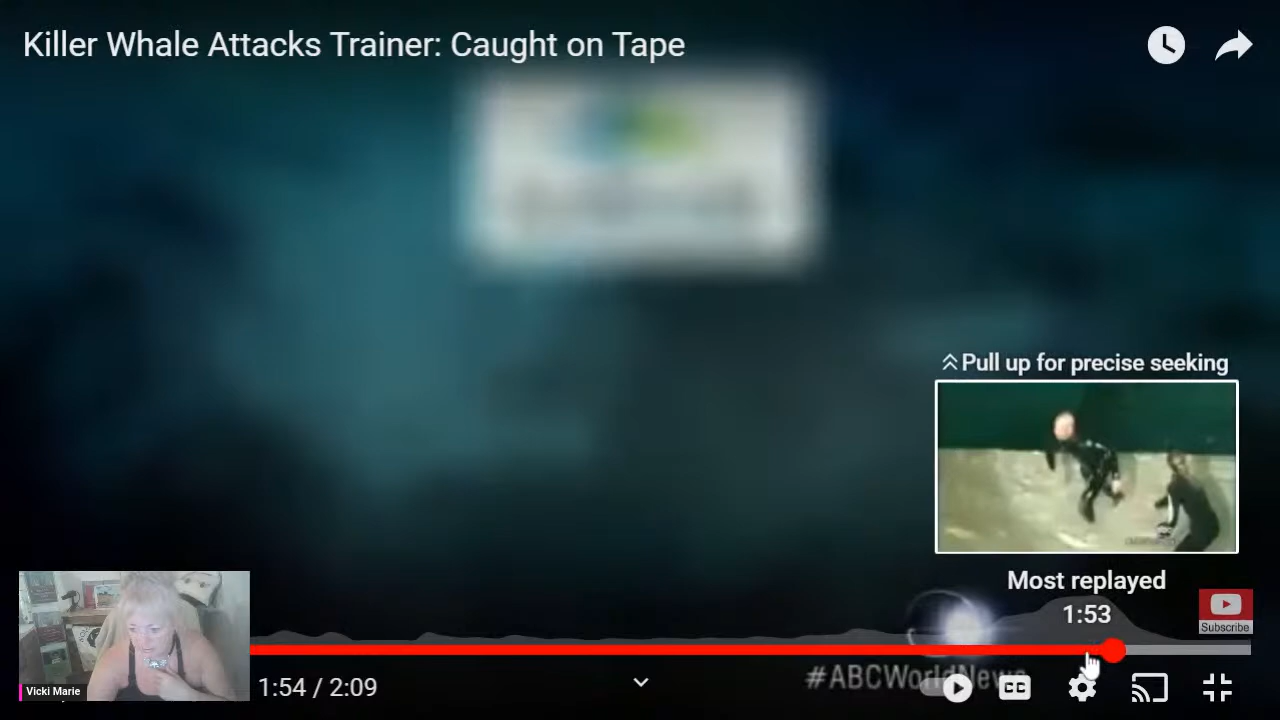 Killer Whale Attacks Trainer: Caught on Tape
Pull up for precise seeking
Most replayed
1:53
Subscribe
Vicki Marie
1:54 / 2:09
#ABCWorldNews
CC